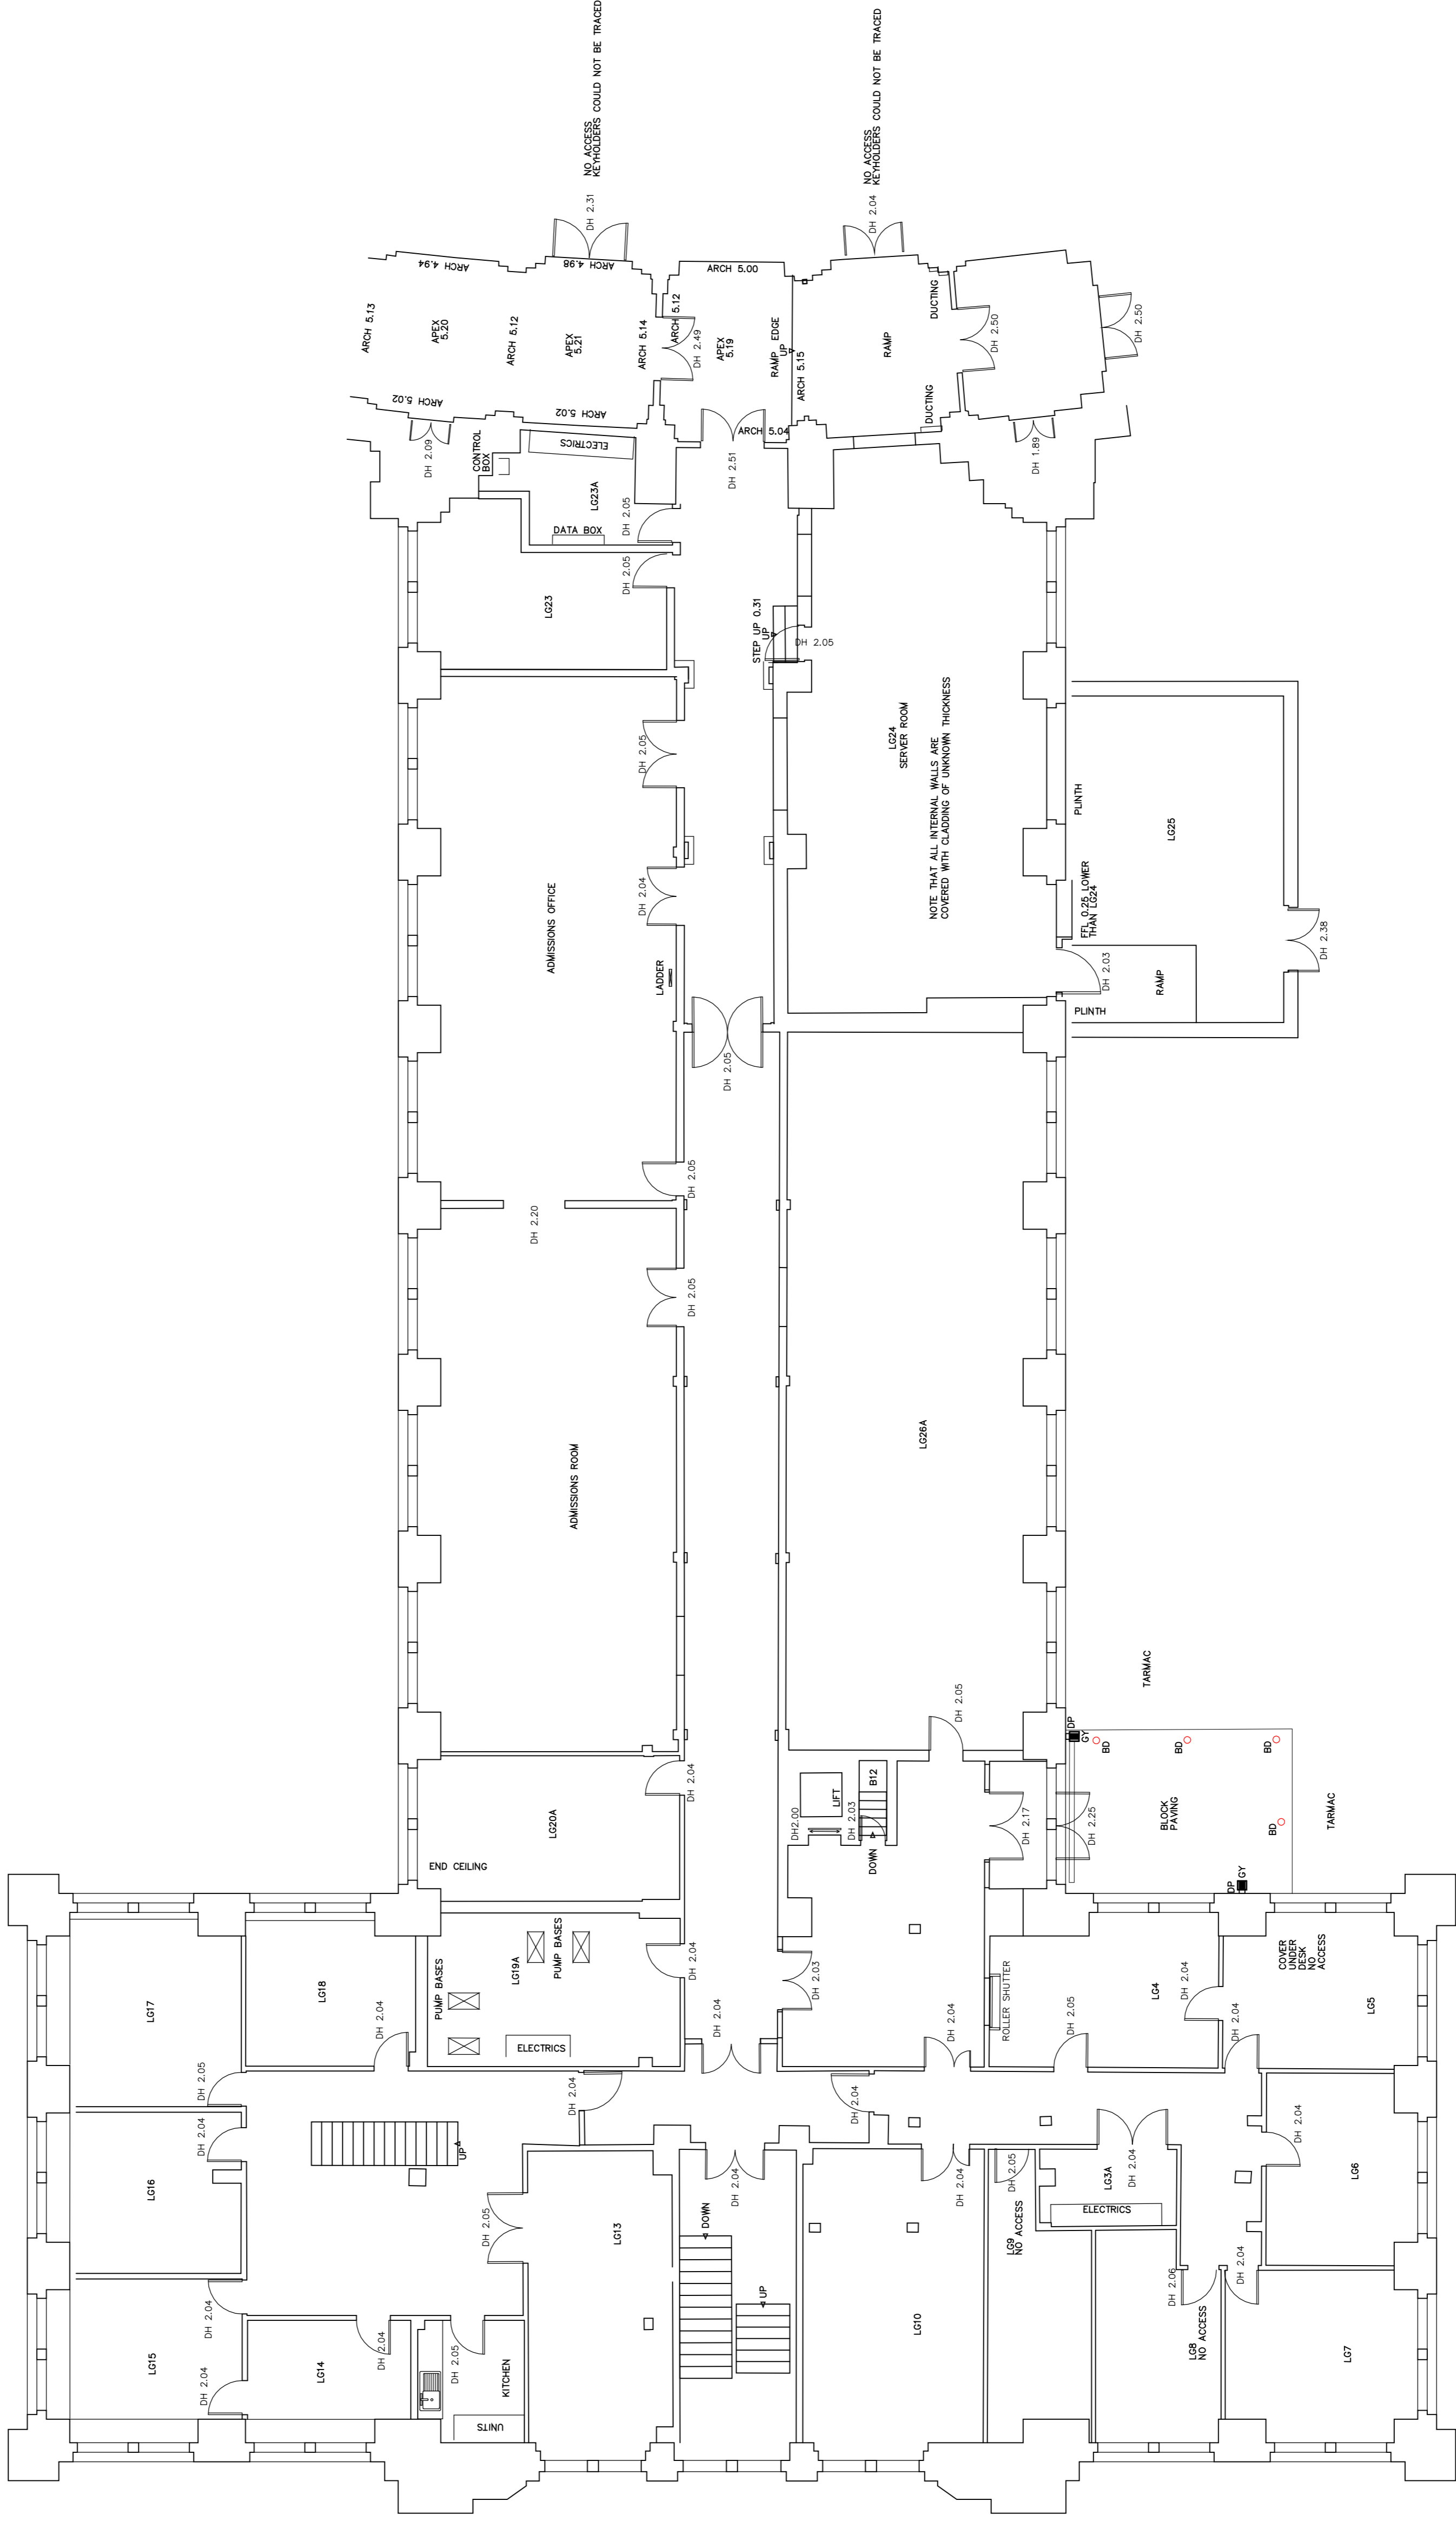 NO ACCESS
KEYHOLDERS COULD NOT BE TRACED
NO ACCESS
KEYHOLDERS COULD NOT BE TRACED
DH 2.31
DH 2.04
ARCH 4.94
ARCH 4.98
ARCH 5.00
ARCH 5.13
APEX
5.20
ARCH 5.12
APEX
5.21
ARCH 5.14
ARCH 5.12
DH 2.49
APEX
5.19
RAMP EDGE
UP
ARCH 5.15
RAMP
DUCTING
DH 2.50
DH 2.50
ARCH 5.02
ARCH 5.02
ARCH 5.04
DUCTING
DH 2.09
CONTROL
BOX
ELECTRICS
LG23A
DATA BOX
DH 2.05
DH 2.51
DH 1.89
LG23
DH 2.05
STEP UP 0.31
UP
DH 2.05
LG24
SERVER ROOM
NOTE THAT ALL INTERNAL WALLS ARE
COVERED WITH CLADDING OF UNKNOWN THICKNESS
DH 2.05
DH 2.04
ADMISSIONS OFFICE
LADDER
PLINTH
LG25
FFL 0.25 LOWER
THAN LG24
DH 2.38
DH 2.03
RAMP
PLINTH
DH 2.05
DH 2.05
DH 2.20
DH 2.05
ADMISSIONS ROOM
LG26A
TARMAC
DH 2.05
DP
GY
BD
BD
BD
BD
BLOCK
PAVING
TARMAC
DP
GY
DH 2.04
LG20A
END CEILING
DH2.00
LIFT
DH 2.03
B12
DOWN
DH 2.17
DH 2.25
LG17
LG18
DH 2.04
PUMP BASES
LG19A
PUMP BASES
ELECTRICS
DH 2.04
DH 2.04
DH 2.03
DH 2.04
ROLLER SHUTTER
DH 2.05
LG4
DH 2.04
DH 2.04
COVER
UNDER
DESK
NO
ACCESS
LG5
DH 2.05
DH 2.04
LG16
UP
DH 2.04
DH 2.04
DH 2.04
DH 2.04
DH 2.05
LG3A
DH 2.04
ELECTRICS
DH 2.04
LG6
DH 2.05
LG13
DOWN
UP
LG9
NO ACCESS
LG10
DH 2.06
DH 2.04
LG8
NO ACCESS
LG7
LG15
DH 2.04
DH 2.04
LG14
DH 2.04
DH 2.05
KITCHEN
UNITS